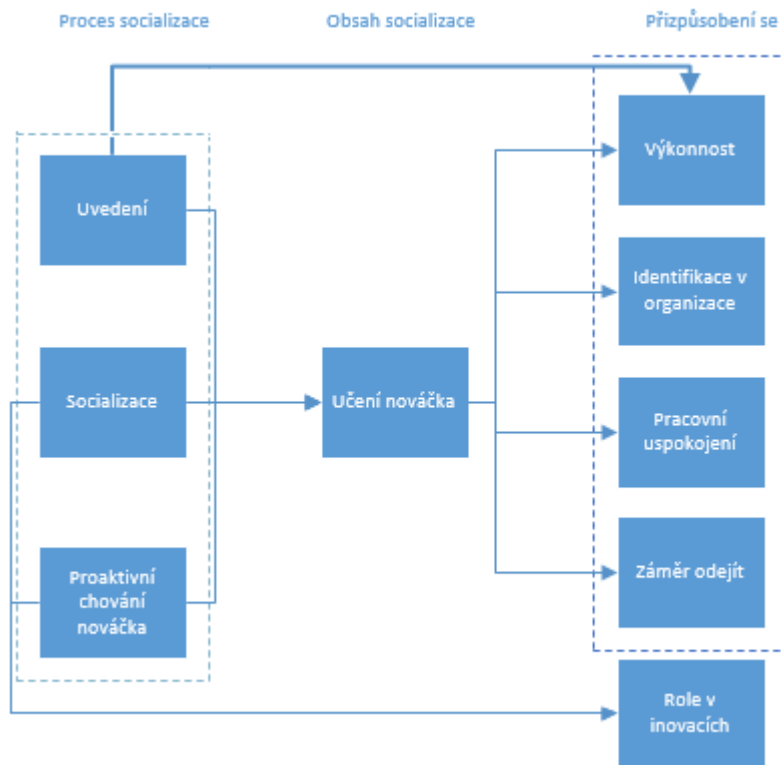 Proces socializace
Obsah socializace
Přizpůsobení se
Výkonnost
Uvedení
Identifikace v
organizace
Socializace
Učení nováčka
Pracovní
uspokojení
Proaktivní
chování
nováčka
Záměr odejít
Role v
inovacích